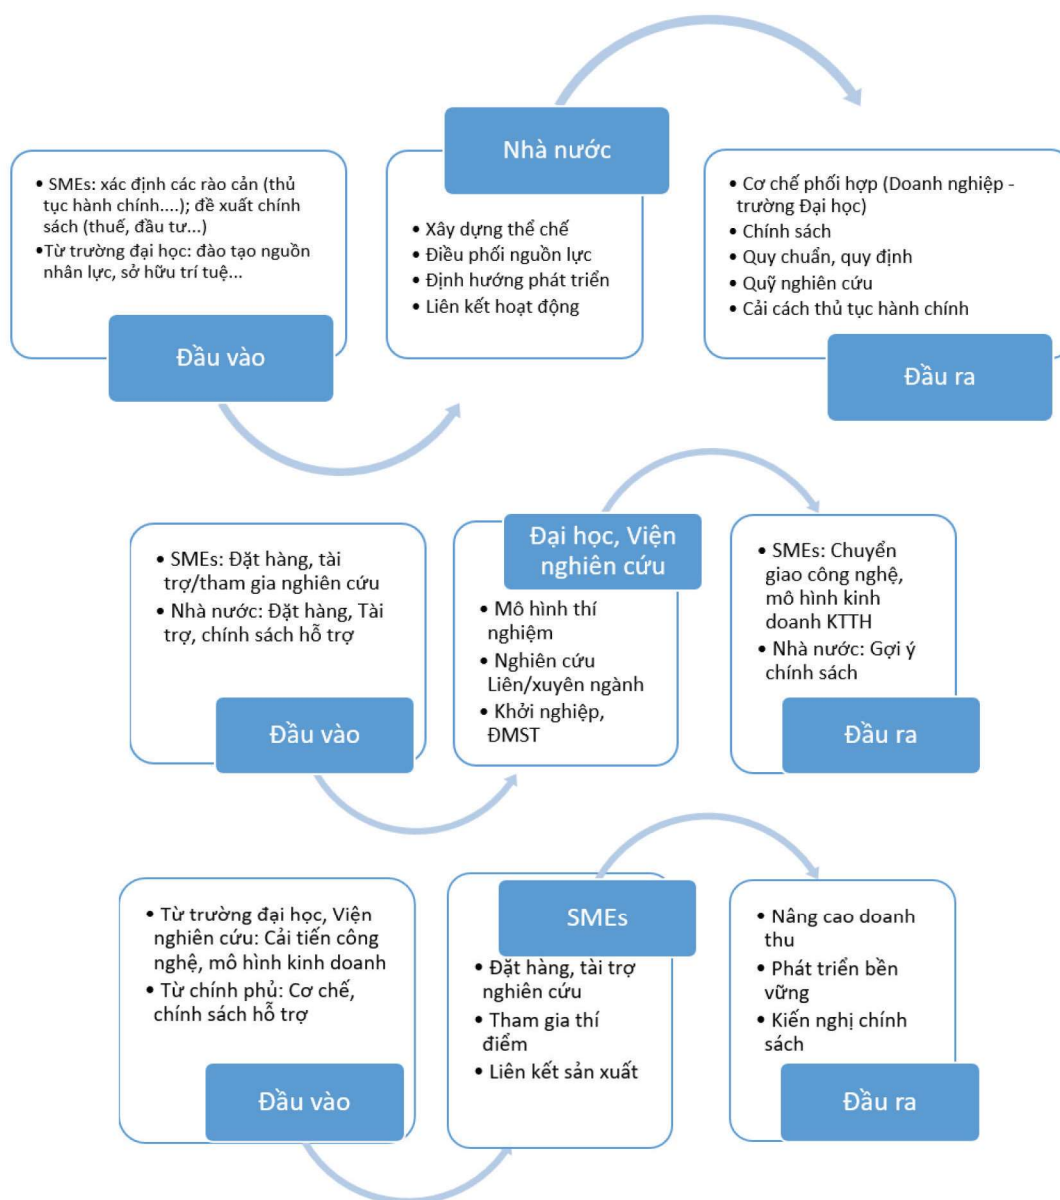 Nhà nước
• SMEs: xác định các rào cản (thủ
tục hành chính....); đề xuất chính
sách (thuế, đầu tư...)
•Từ trường đại học: đào tạo nguồn
nhân lực, sở hữu trí tuệ...
Đầu vào
• Xây dựng thể chế
• Điều phối nguồn lực
• Định hướng phát triển
• Liên kết hoạt động
• Cơ chế phối hợp (Doanh nghiệp -
trường Đại học)
• Chính sách
• Quy chuẩn, quy định
• Quỹ nghiên cứu
• Cải cách thủ tục hành chính
Đầu ra
• SMEs: Đặt hàng, tài
trợ/tham gia nghiên cứu
• Nhà nước: Đặt hàng, Tài
trợ, chính sách hỗ trợ
Đầu vào
Đại học, Viện
nghiên cứu
• Mô hình thí
nghiệm
• Nghiên cứu
Liên/xuyên ngành
• Khởi nghiệp,
ĐMST
• SMEs: Chuyển
giao công nghệ,
mô hình kinh
doanh KTTH
• Nhà nước: Gợi ý
chính sách
Đầu ra
• Từ trường đại học, Viện
nghiên cứu: Cải tiến công
nghệ, mô hình kinh doanh
• Từ chính phủ: Cơ chế,
chính sách hỗ trợ
Đầu vào
SMEs
• Đặt hàng, tài trợ
nghiên cứu
• Tham gia thí
điểm
• Liên kết sản xuất
• Nâng cao doanh
thu
• Phát triển bền
vững
• Kiến nghị chính
sách
Đầu ra